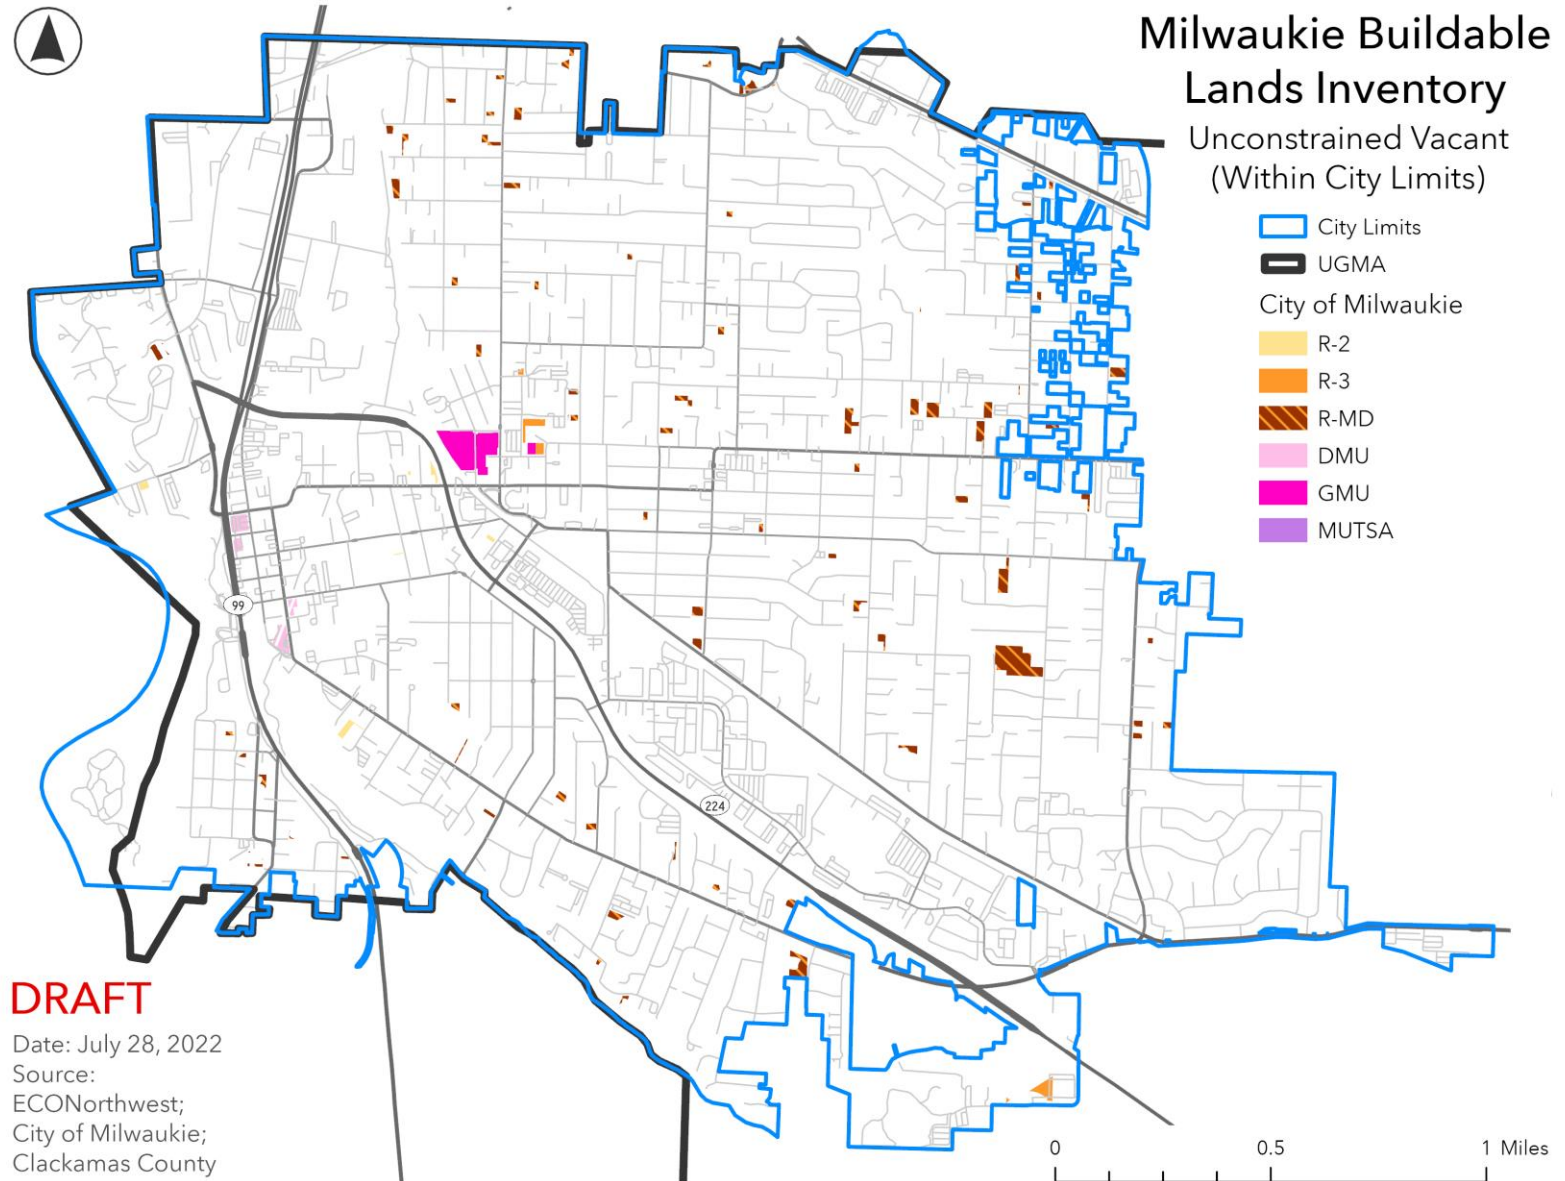 Milwaukie Buildable
Lands Inventory
Unconstrained Vacant
(Within City Limits)
City Limits
UGMA
City of Milwaukie
R-2
R-3
R-MD
DMU
GMU
MUTSA
99
224
DRAFT
Date: July 28, 2022
Source:
ECONorthwest;
City of Milwaukie;
Clackamas County
0 0.5 1 Miles